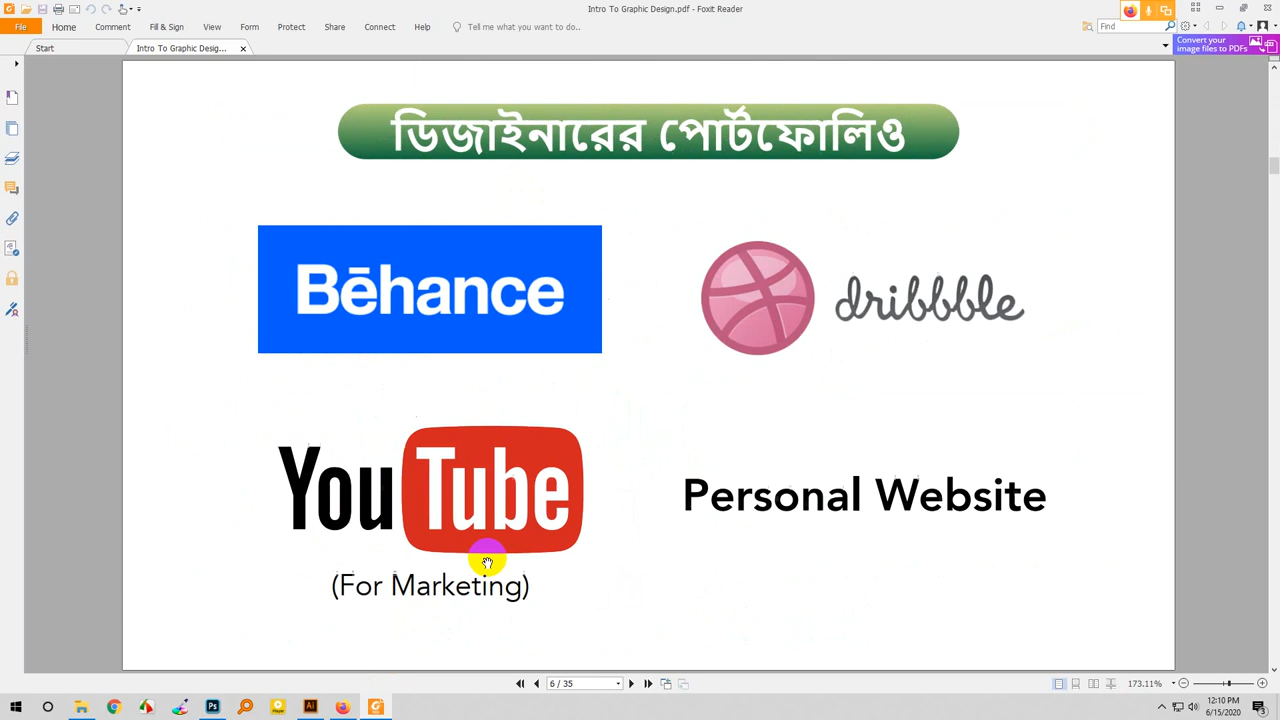 Intro To Graphic Design.pdf - Foxit Reader
File Home Comment Fill & Sign View Form Protect Share Connect Help Tell me what you want to do.. Find
Start Intro To Graphic Desig... Convert your
image files to PDFs
ডিজাইনারের পোর্টফোলিও
Bēhance
dribbble
YouTube
Personal Website
(For Marketing)
6 / 35 173.11%
12:10 PM
6/15/2020